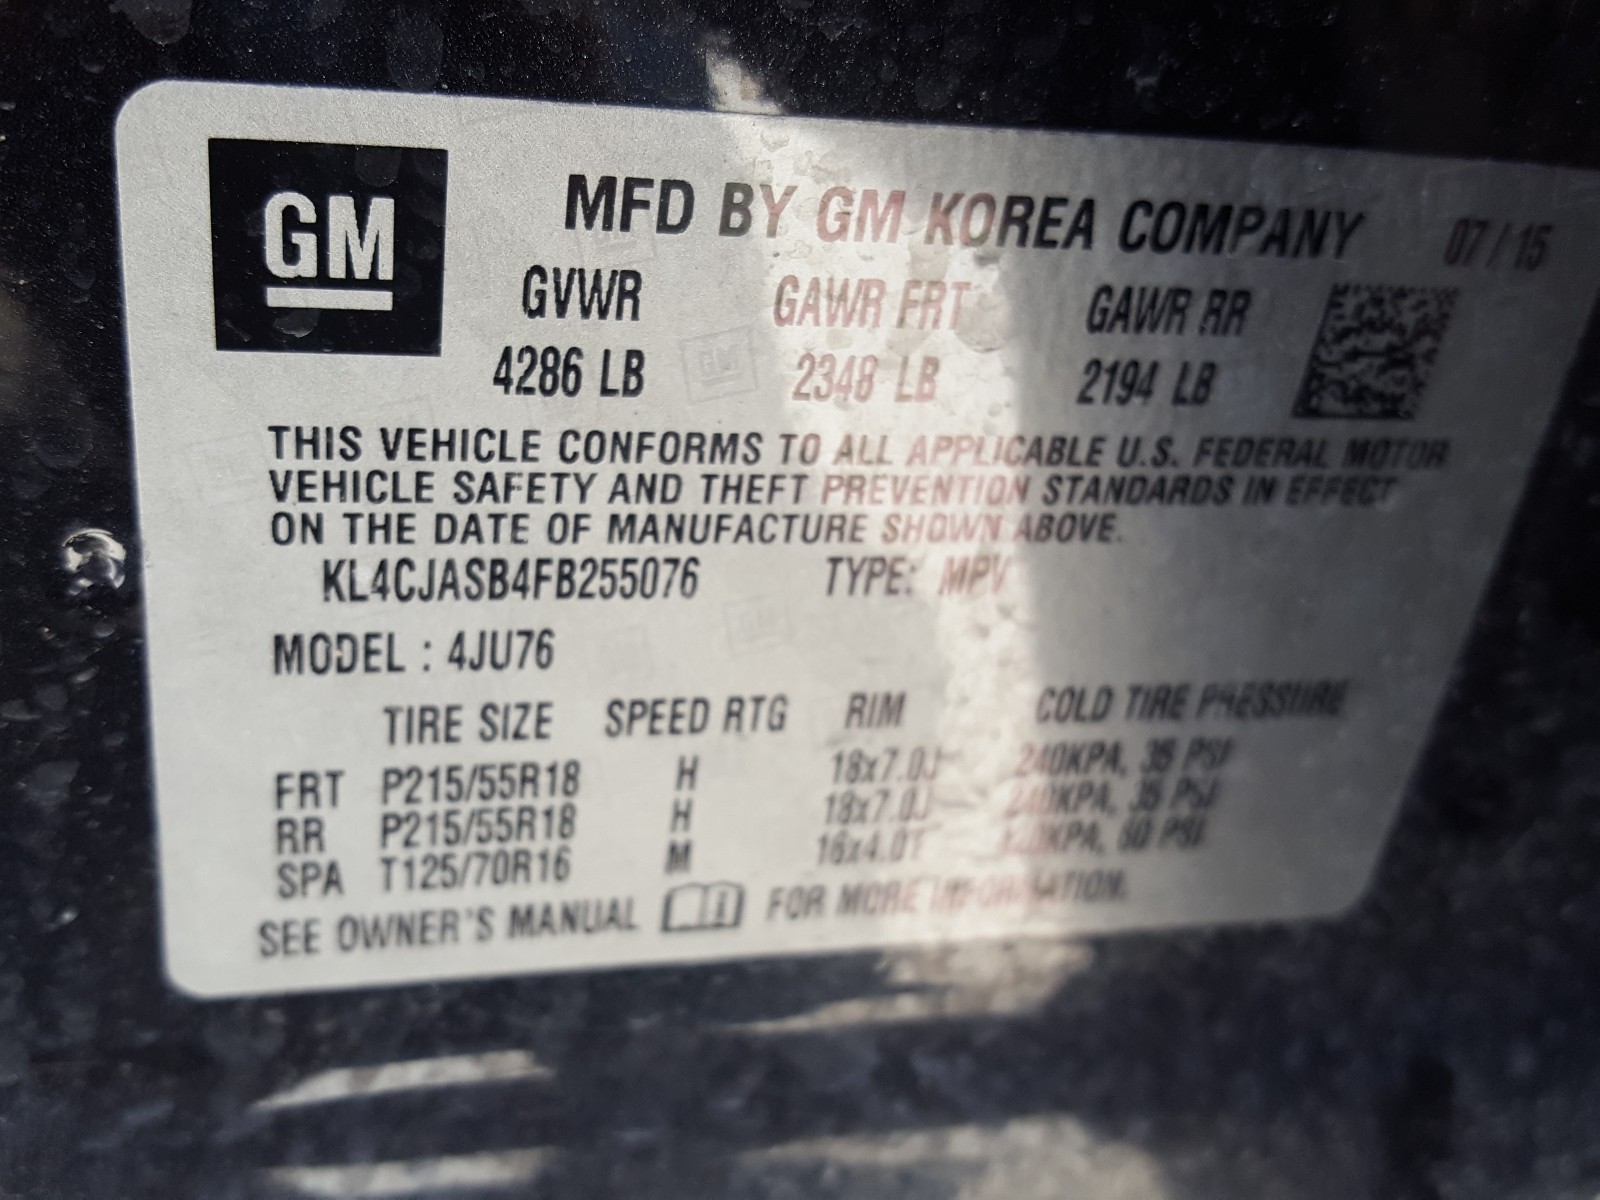 GM
MFD BY GM KOREA COMPANY 07/15
GVWR GAWR FRT GAWR RR
4286 LB 2348 LB 2194 LB
THIS VEHICLE CONFORMS TO ALL APPLICABLE U.S. FEDERAL MOTOR
VEHICLE SAFETY AND THEFT PREVENTION STANDARDS IN EFFECT
ON THE DATE OF MANUFACTURE SHOWN ABOVE.
KL4CJASB4FB255076 TYPE: MPV
MODEL : 4JU76
TIRE SIZE SPEED RTG RIM COLD TIRE PRESSURE
FRT P215/55R18 H 18x7.0J 240KPA, 35 PSI
RR P215/55R18 H 18x7.0J 240KPA, 35 PSI
SPA T125/70R16 M 16x4.0T 60 PSI
SEE OWNER'S MANUAL FOR MORE INFORMATION.